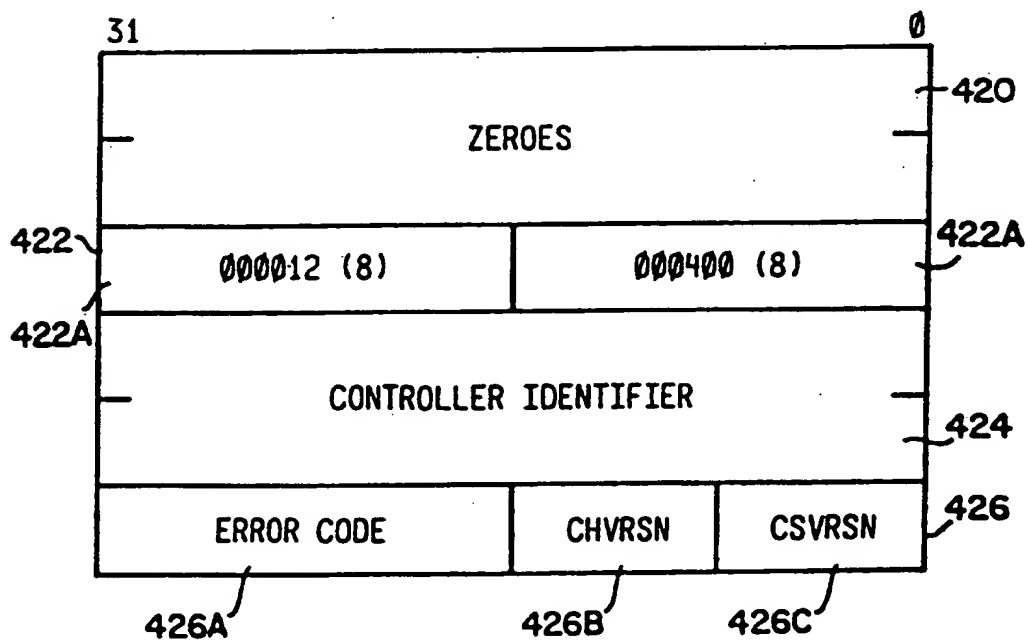 31 0
420
ZEROES
422
000012 (8) 000400 (8)
422A
422A
CONTROLLER IDENTIFIER
424
ERROR CODE CHVRSN CSVRSN
426
426A 426B 426C